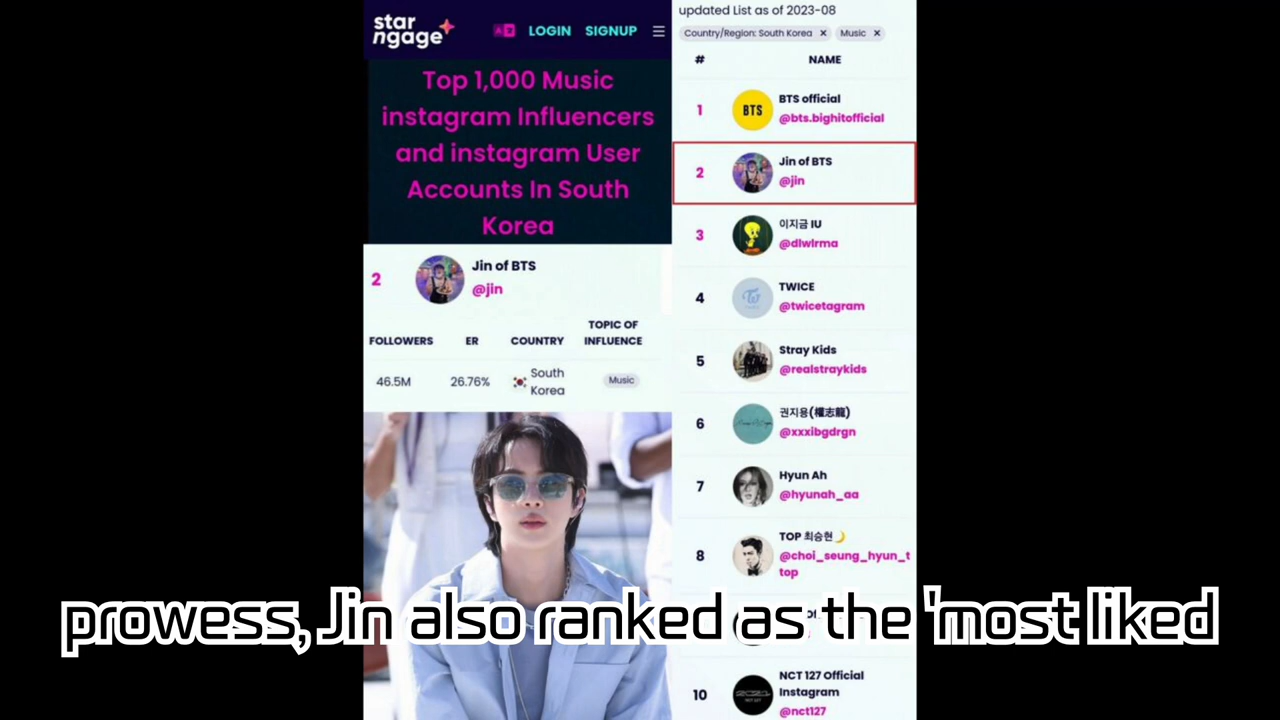 star
ngage
LOGIN SIGNUP
Top 1,000 Music
instagram Influencers
and instagram User
Accounts In South
Korea
2
Jin of BTS
@jin
FOLLOWERS ER COUNTRY TOPIC OF INFLUENCE
46.5M 26.76% South Korea Music
updated List as of 2023-08
Country/Region: South Korea ✕ Music ✕
# NAME
1 BTS official
BTS
@bts.bighitofficial
2 Jin of BTS
@jin
3 이지금 IU
@dlwlrma
4 TWICE
@twicetagram
5 Stray Kids
@realstraykids
6 권지용(權志龍)
@xxxibgdrgn
7 Hyun Ah
@hyunah_aa
8 TOP 최승현🌙
@choi_seung_hyun_t
top
prowess, Jin also ranked as the 'most liked
10 NCT 127 Official
Instagram
@nct127